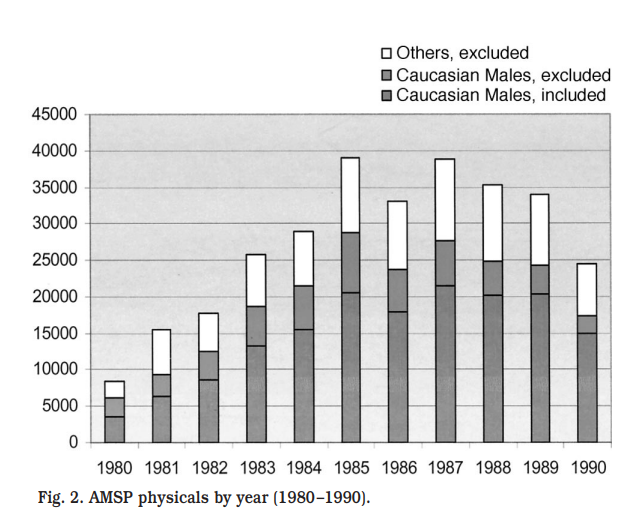 Others, excluded
Caucasian Males, excluded
Caucasian Males, included
45000
40000
35000
30000
25000
20000
15000
10000
5000
0
1980 1981 1982 1983 1984 1985 1986 1987 1988 1989 1990
Fig. 2. AMSP physicals by year (1980–1990).